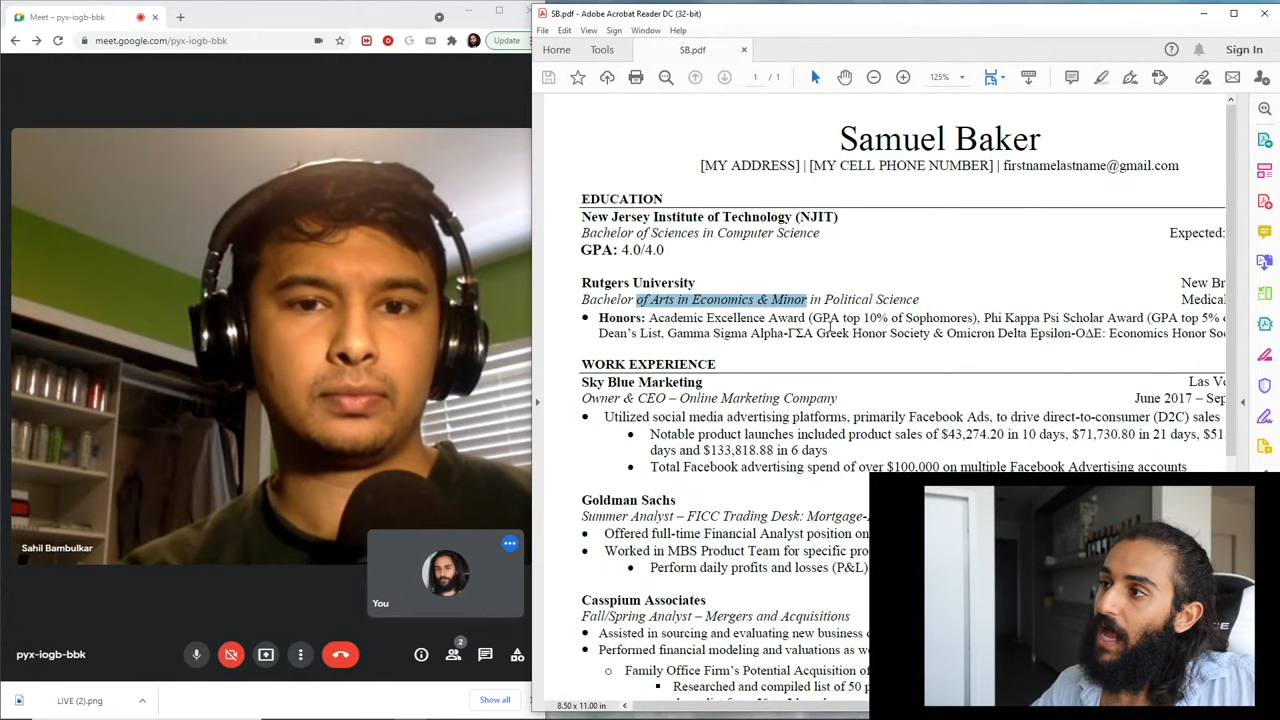 Meet – pyx-iogb-bbk
meet.google.com/pyx-iogb-bbk
Update
Sahil Bambulkar
You
pyx-iogb-bbk
2
LIVE (2).png
Show all
SB.pdf - Adobe Acrobat Reader DC (32-bit)
File Edit View Sign Window Help
Home Tools SB.pdf Sign In
1 / 1 125%
Samuel Baker
[MY ADDRESS] | [MY CELL PHONE NUMBER] | firstnamelastname@gmail.com
EDUCATION
New Jersey Institute of Technology (NJIT)
Bachelor of Sciences in Computer Science Expected:
GPA: 4.0/4.0
Rutgers University New Br
Bachelor of Arts in Economics & Minor in Political Science Medical
• Honors: Academic Excellence Award (GPA top 10% of Sophomores), Phi Kappa Psi Scholar Award (GPA top 5% o
Dean's List, Gamma Sigma Alpha-ΓΣΑ Greek Honor Society & Omicron Delta Epsilon-ΟΔΕ: Economics Honor So
WORK EXPERIENCE
Sky Blue Marketing Las Ve
Owner & CEO – Online Marketing Company June 2017 – Sep
• Utilized social media advertising platforms, primarily Facebook Ads, to drive direct-to-consumer (D2C) sales
• Notable product launches included product sales of $43,274.20 in 10 days, $71,730.80 in 21 days, $51
days and $133,818.88 in 6 days
• Total Facebook advertising spend of over $100,000 on multiple Facebook Advertising accounts
Goldman Sachs
Summer Analyst – FICC Trading Desk: Mortgage-
• Offered full-time Financial Analyst position on
• Worked in MBS Product Team for specific pro
• Perform daily profits and losses (P&L)
Casspium Associates
Fall/Spring Analyst – Mergers and Acquisitions
• Assisted in sourcing and evaluating new business
• Performed financial modeling and valuations as w
o Family Office Firm's Potential Acquisition of
▪ Researched and compiled list of 50 p
8.50 x 11.00 in